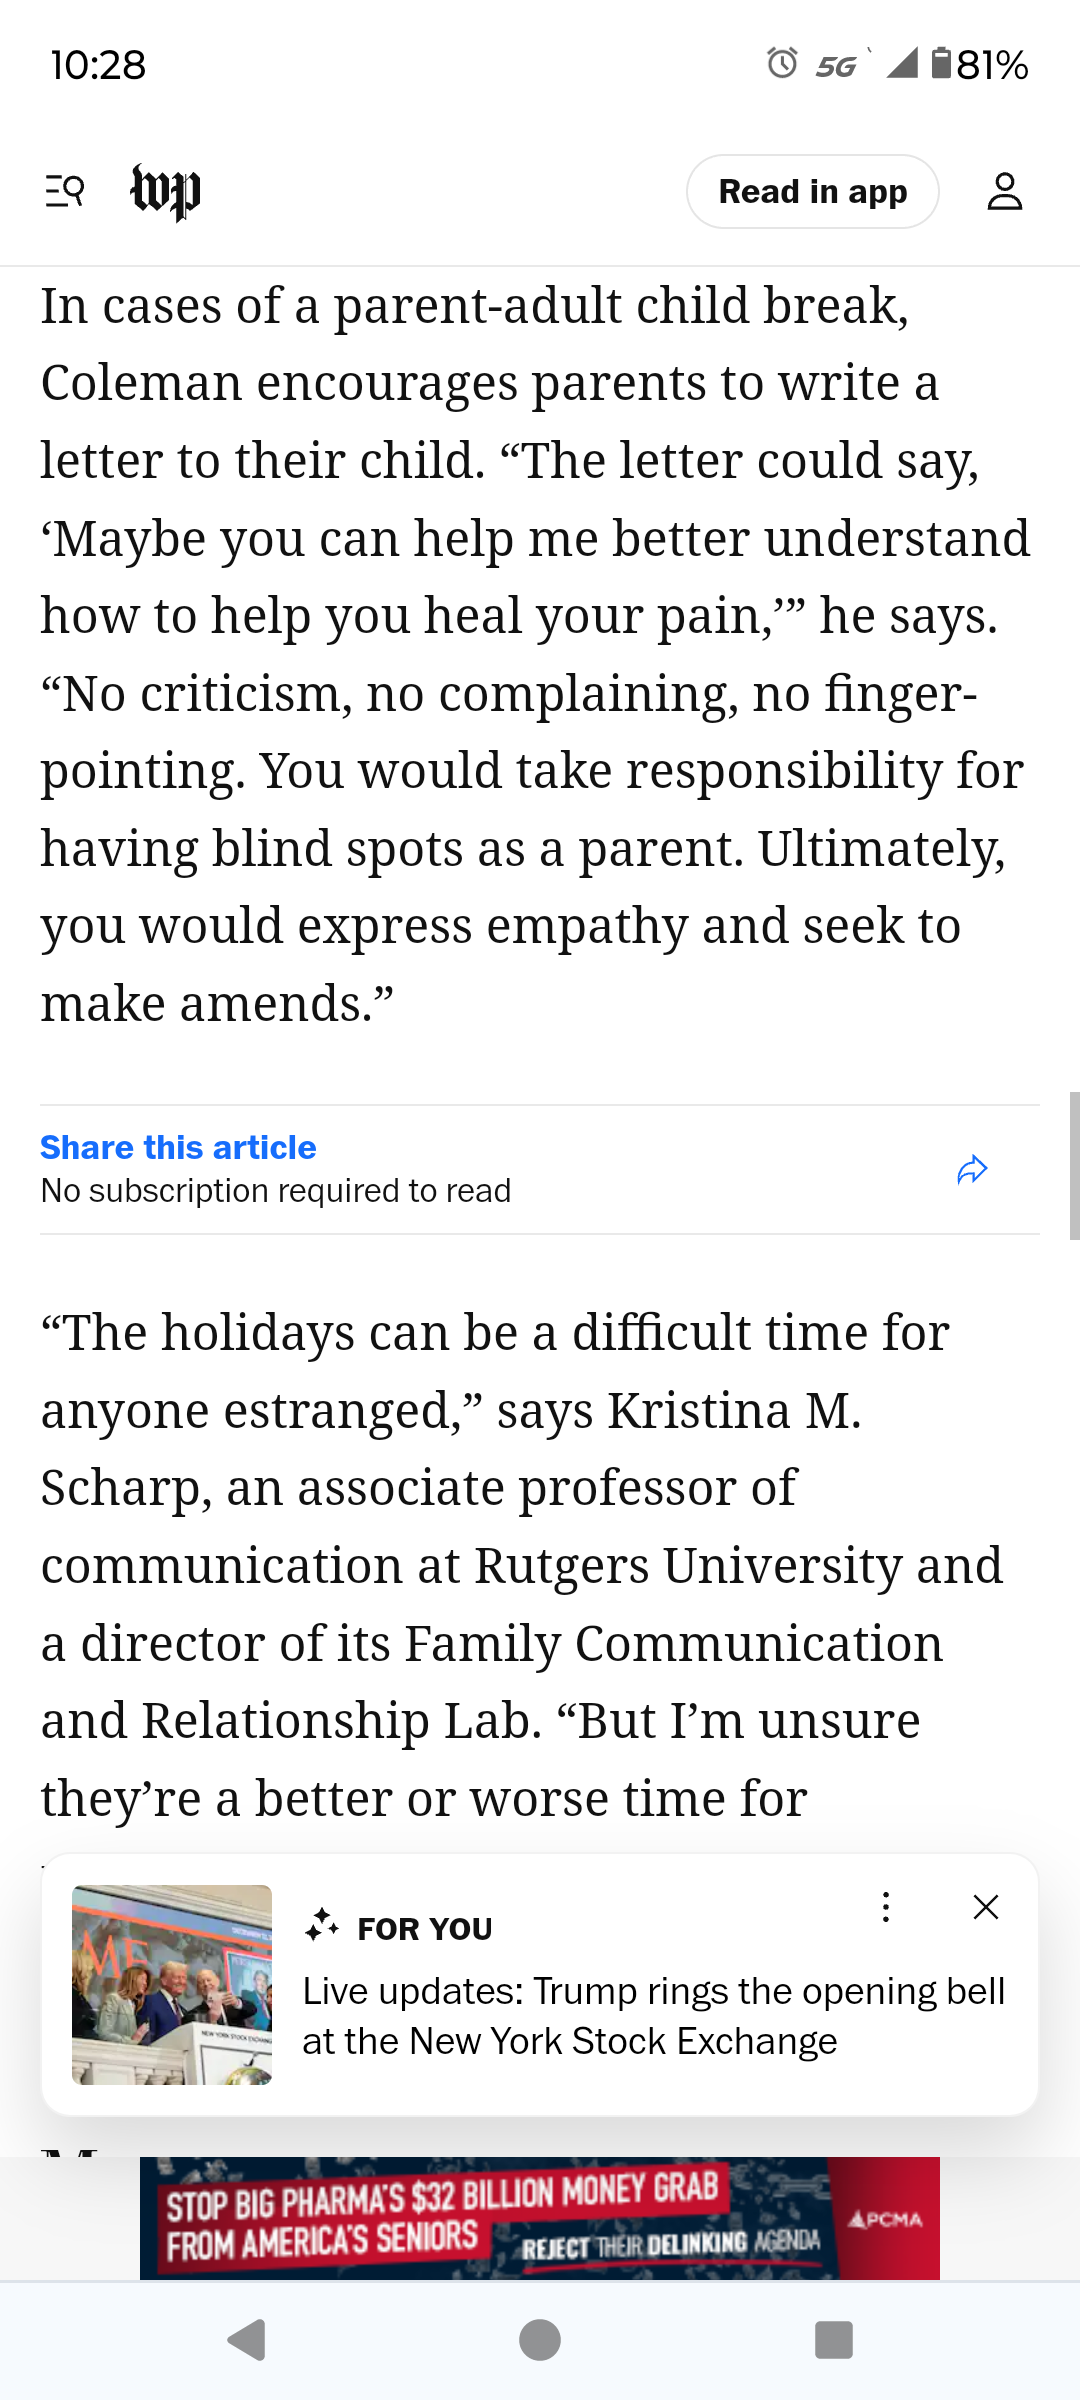 10:28
5G
81%
wp
Read in app
In cases of a parent-adult child break,
Coleman encourages parents to write a
letter to their child. “The letter could say,
‘Maybe you can help me better understand
how to help you heal your pain,’” he says.
“No criticism, no complaining, no finger-
pointing. You would take responsibility for
having blind spots as a parent. Ultimately,
you would express empathy and seek to
make amends.”
Share this article
No subscription required to read
“The holidays can be a difficult time for
anyone estranged,” says Kristina M.
Scharp, an associate professor of
communication at Rutgers University and
a director of its Family Communication
and Relationship Lab. “But I’m unsure
they’re a better or worse time for
FOR YOU
Live updates: Trump rings the opening bell
at the New York Stock Exchange
STOP BIG PHARMA'S $32 BILLION MONEY GRAB
FROM AMERICA'S SENIORS
REJECT THEIR DELINKING AGENDA
PCMA